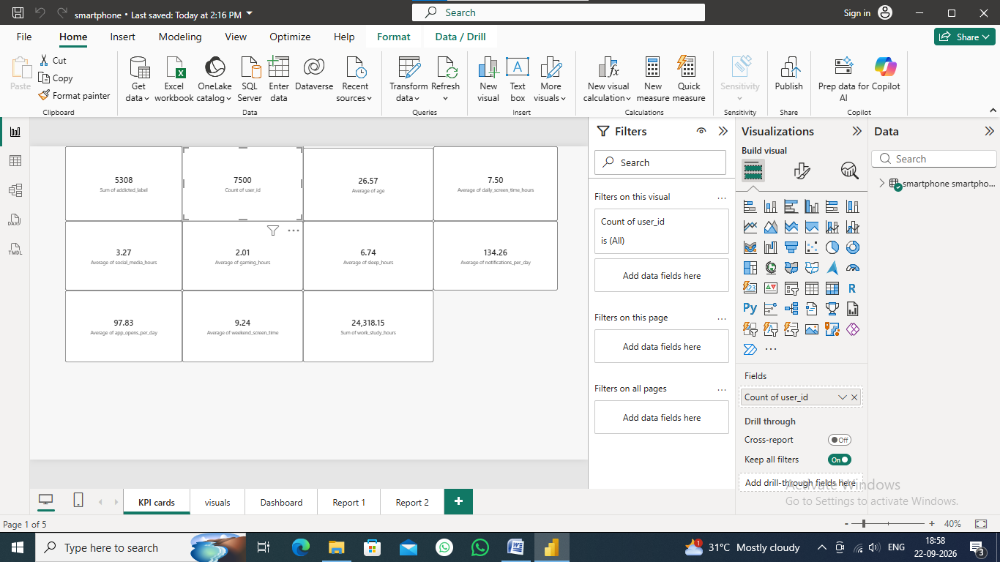 smartphone • Last saved: Today at 2:16 PM
Search
Sign in
File Home Insert Modeling View Optimize Help Format Data / Drill
Share
Paste
Cut
Copy
Format painter
Clipboard
Get data
Excel workbook
OneLake catalog
SQL Server
Enter data
Dataverse
Recent sources
Data
Transform data
Refresh
Queries
New visual
Text box
More visuals
Insert
New visual calculation
New measure
Quick measure
Calculations
Sensitivity
Sensitivity
Publish
Share
Prep data for AI
Copilot
Copilot
5308
Sum of addicted_label
7500
Count of user_id
26.57
Average of age
7.50
Average of daily_screen_time_hours
3.27
Average of social_media_hours
2.01
Average of gaming_hours
6.74
Average of sleep_hours
134.26
Average of notifications_per_day
97.83
Average of app_opens_per_day
9.24
Average of weekend_screen_time
24,318.15
Sum of work_study_hours
Filters
Search
Filters on this visual
Count of user_id
is (All)
Add data fields here
Filters on this page
Add data fields here
Filters on all pages
Add data fields here
Visualizations
Build visual
123
R
Py
Fields
Count of user_id
Drill through
Cross-report
Off
Keep all filters
On
Add drill-through fields here
Data
Search
smartphone smartpho...
DAX
TMDL
Activate Windows
Go to Settings to activate Windows.
KPI cards visuals Dashboard Report 1 Report 2 +
Page 1 of 5
- + 40%
Type here to search
1
31°C Mostly cloudy
ENG
18:58
22-09-2026
3